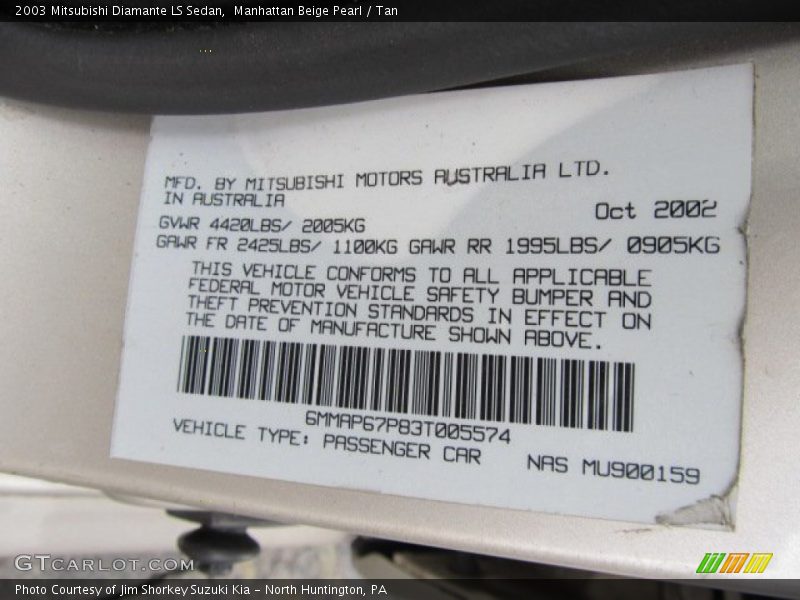 2003 Mitsubishi Diamante LS Sedan,  Manhattan Beige Pearl / Tan
MFD. BY MITSUBISHI MOTORS AUSTRALIA LTD.
IN AUSTRALIA
Oct 2002
GVWR 4420LBS/ 2005KG
GAWR FR 2425LBS/ 1100KG GAWR RR 1995LBS/ 0905KG
THIS VEHICLE CONFORMS TO ALL APPLICABLE
FEDERAL MOTOR VEHICLE SAFETY BUMPER AND
THEFT PREVENTION STANDARDS IN EFFECT ON
THE DATE OF MANUFACTURE SHOWN ABOVE.
6MMAP67P83T005574
VEHICLE TYPE: PASSENGER CAR
NAS MU900159
GTCARLOT.COM
Photo Courtesy of Jim Shorkey Suzuki Kia - North Huntington, PA